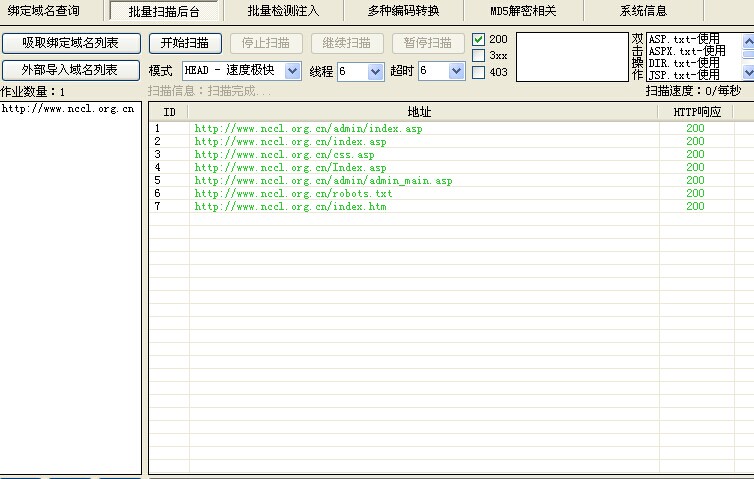 绑定域名查询 批量扫描后台 批量检测注入 多种编码转换 MD5解密相关 系统信息
吸取绑定域名列表 开始扫描 停止扫描 继续扫描 暂停扫描 200 双击操作 ASP.txt-使用
3xx ASPX.txt-使用
外部导入域名列表 模式 HEAD - 速度极快 线程 6 超时 6 403 DIR.txt-使用
JSP.txt-使用
作业数量：1 扫描信息：扫描完成... 扫描速度：0/每秒
http://www.nccl.org.cn ID 地址 HTTP响应
1 http://www.nccl.org.cn/admin/index.asp 200
2 http://www.nccl.org.cn/index.asp 200
3 http://www.nccl.org.cn/css.asp 200
4 http://www.nccl.org.cn/Index.asp 200
5 http://www.nccl.org.cn/admin/admin_main.asp 200
6 http://www.nccl.org.cn/robots.txt 200
7 http://www.nccl.org.cn/index.htm 200